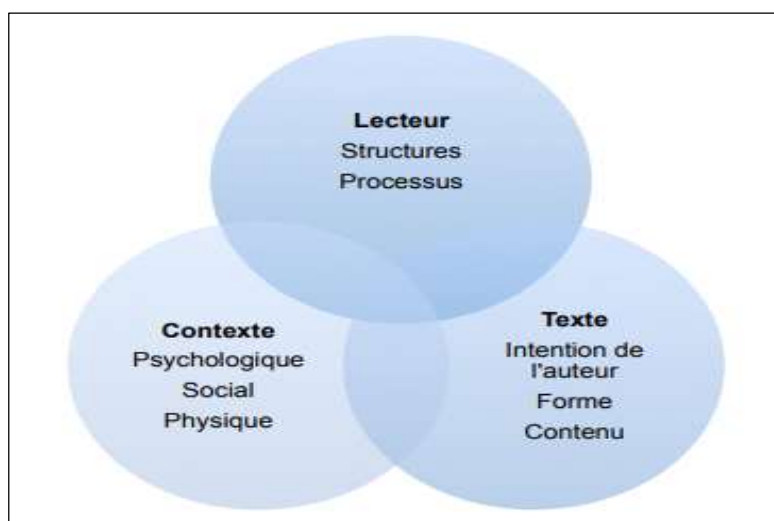 Lecteur
Structures
Processus
Contexte
Psychologique
Social
Physique
Texte
Intention de
l'auteur
Forme
Contenu